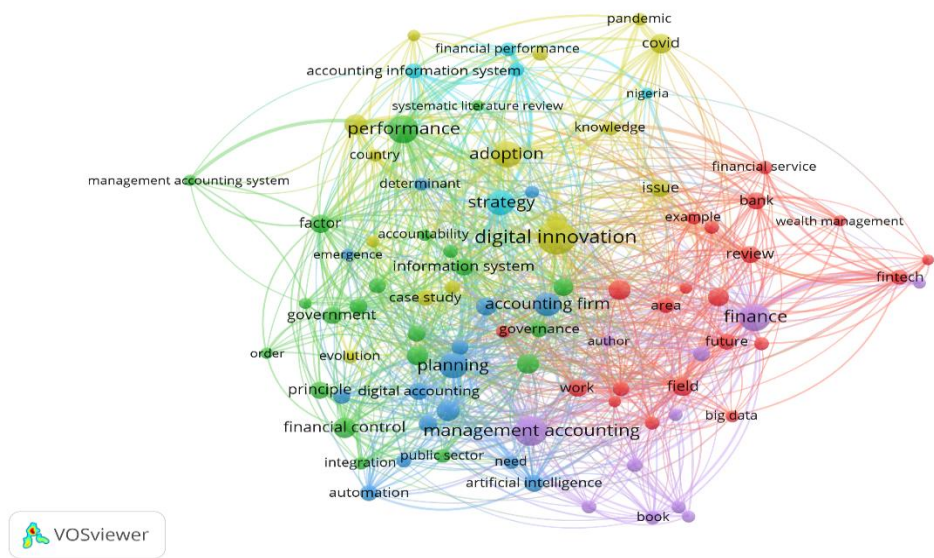 pandemic
covid
financial performance
accounting information system
nigeria
systematic literature review
performance
knowledge
country
adoption
financial service
management accounting system
determinant
issue
strategy
bank
example
wealth management
factor
accountability
digital innovation
emergence
information system
review
fintech
case study
accounting firm
area
government
governance
finance
author
future
order
evolution
planning
principle
digital accounting
work
field
big data
financial control
management accounting
public sector
need
integration
artificial intelligence
automation
book
VOSviewer